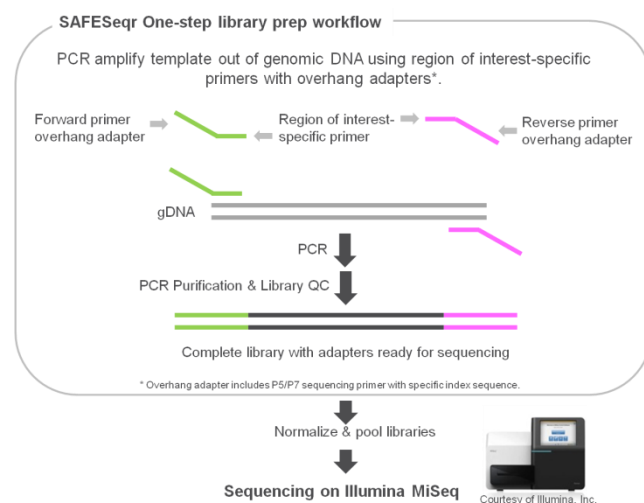 SAFESeqr One-step library prep workflow
PCR amplify template out of genomic DNA using region of interest-specific
primers with overhang adapters*.
Forward primer
overhang adapter
Region of interest-
specific primer
Reverse primer
overhang adapter
gDNA
PCR
PCR Purification & Library QC
Complete library with adapters ready for sequencing
* Overhang adapter includes P5/P7 sequencing primer with specific index sequence.
Normalize & pool libraries
Sequencing on Illumina MiSeq
Courtesy of Illumina, Inc.